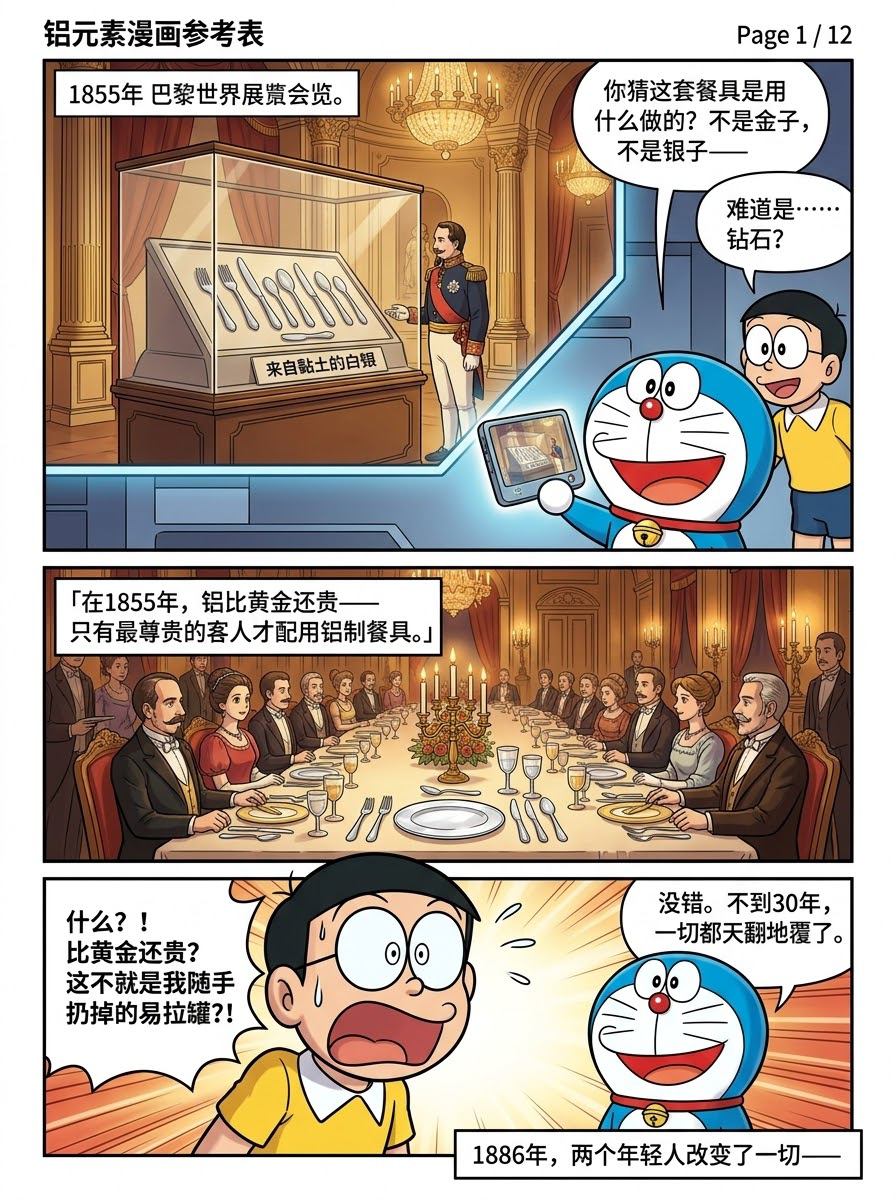 铝元素漫画参考表
Page 1 / 12
1855年 巴黎世界展覽会览。
你猜这套餐具是用
什么做的？不是金子，
不是银子——
难道是……
钻石？
来自黏土的白银
「在1855年，铝比黄金还贵——
只有最尊贵的客人才配用铝制餐具。」
什么？！
比黄金还贵？
这不就是我随手
扔掉的易拉罐?!
没错。不到30年，
一切都天翻地覆了。
1886年，两个年轻人改变了一切——